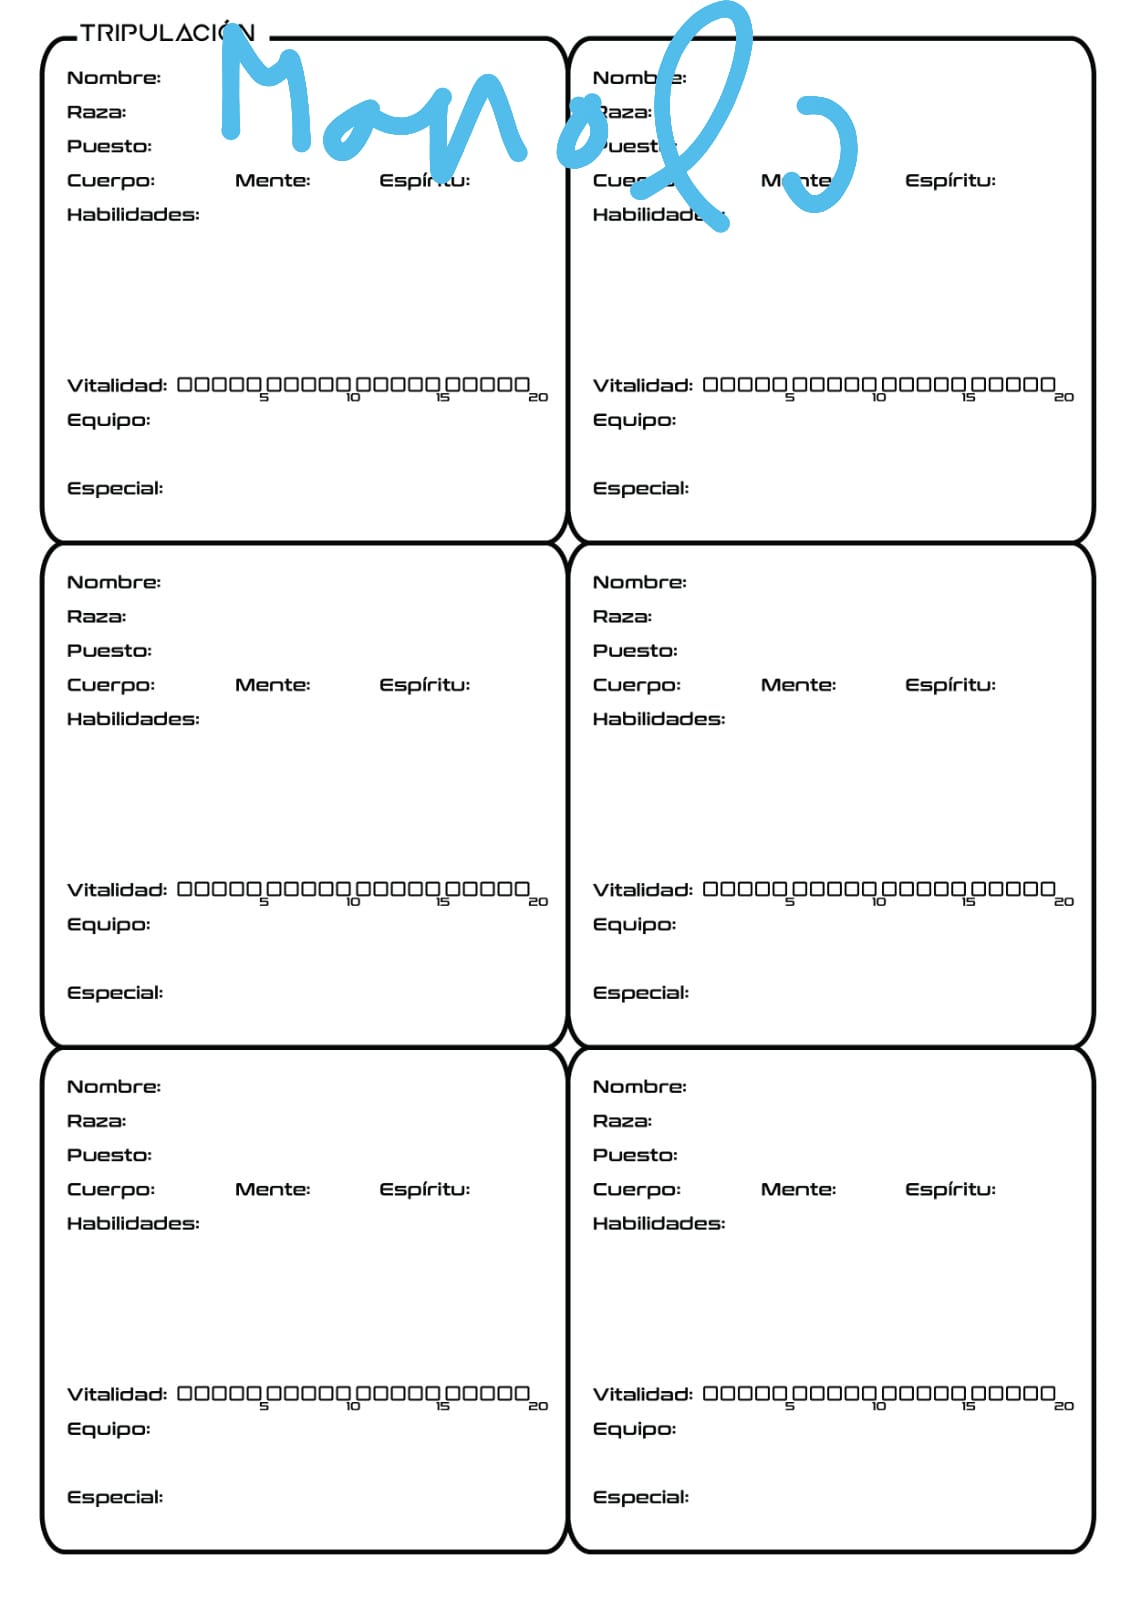 TRIPULACIÓN
Manolo
Nombre:
Raza:
Puesto:
Cuerpo: Mente: Espíritu:
Habilidades:
Vitalidad: 5 10 15 20
Equipo:
Especial:
Nombre:
Raza:
Puesto:
Cuerpo: Mente: Espíritu:
Habilidades:
Vitalidad: 5 10 15 20
Equipo:
Especial:
Nombre:
Raza:
Puesto:
Cuerpo: Mente: Espíritu:
Habilidades:
Vitalidad: 5 10 15 20
Equipo:
Especial:
Nombre:
Raza:
Puesto:
Cuerpo: Mente: Espíritu:
Habilidades:
Vitalidad: 5 10 15 20
Equipo:
Especial:
Nombre:
Raza:
Puesto:
Cuerpo: Mente: Espíritu:
Habilidades:
Vitalidad: 5 10 15 20
Equipo:
Especial:
Nombre:
Raza:
Puesto:
Cuerpo: Mente: Espíritu:
Habilidades:
Vitalidad: 5 10 15 20
Equipo:
Especial: